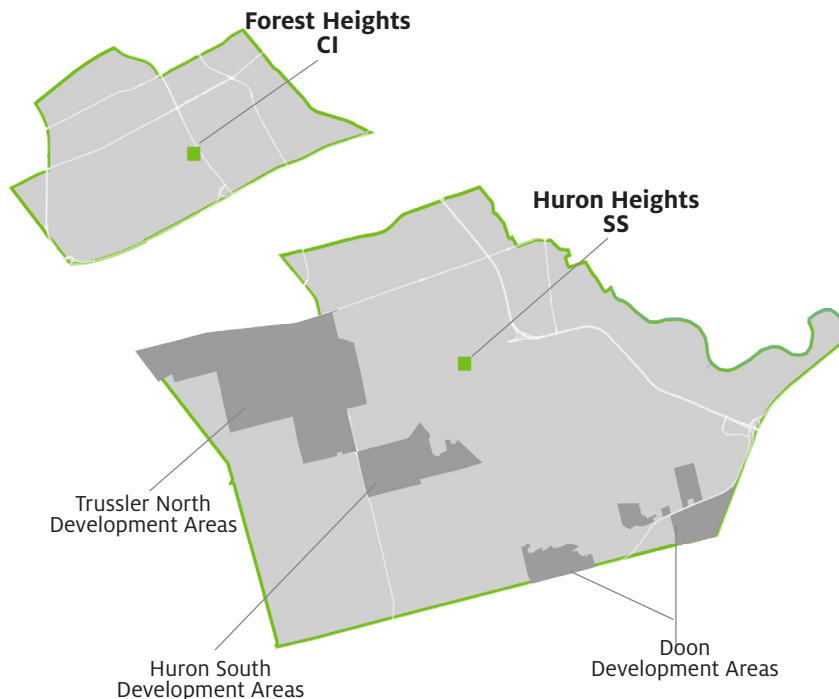 Forest Heights
CI
Huron Heights
SS
Trussler North
Development Areas
Huron South
Development Areas
Doon
Development Areas